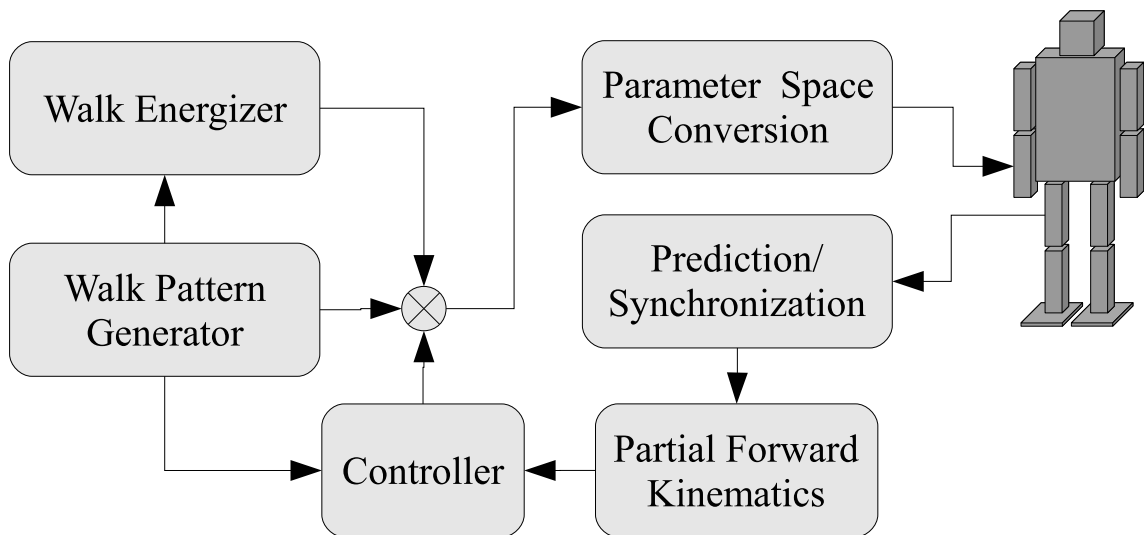 Walk Energizer
Parameter Space
Conversion
Walk Pattern
Generator
Prediction/
Synchronization
Controller
Partial Forward
Kinematics